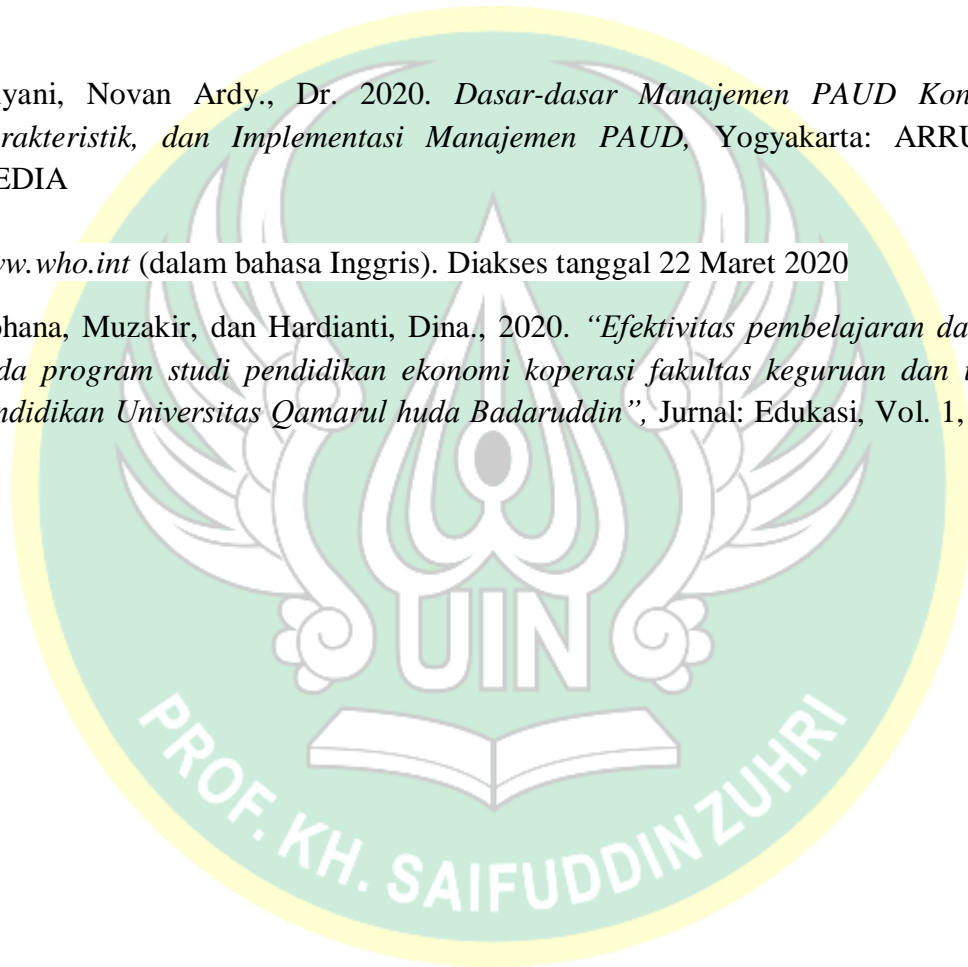 yani, Novan Ardy., Dr. 2020. Dasar-dasar Manajemen PAUD Kon
rakteristik, dan Implementasi Manajemen PAUD, Yogyakarta: ARRU
EDIA
ww.who.int (dalam bahasa Inggris). Diakses tanggal 22 Maret 2020
ohana, Muzakir, dan Hardianti, Dina., 2020. “Efektivitas pembelajaran da
da program studi pendidikan ekonomi koperasi fakultas keguruan dan
ndidikan Universitas Qamarul huda Badaruddin”, Jurnal: Edukasi, Vol. 1,
UIN
PROF. KH. SAIFUDDIN ZUHRI